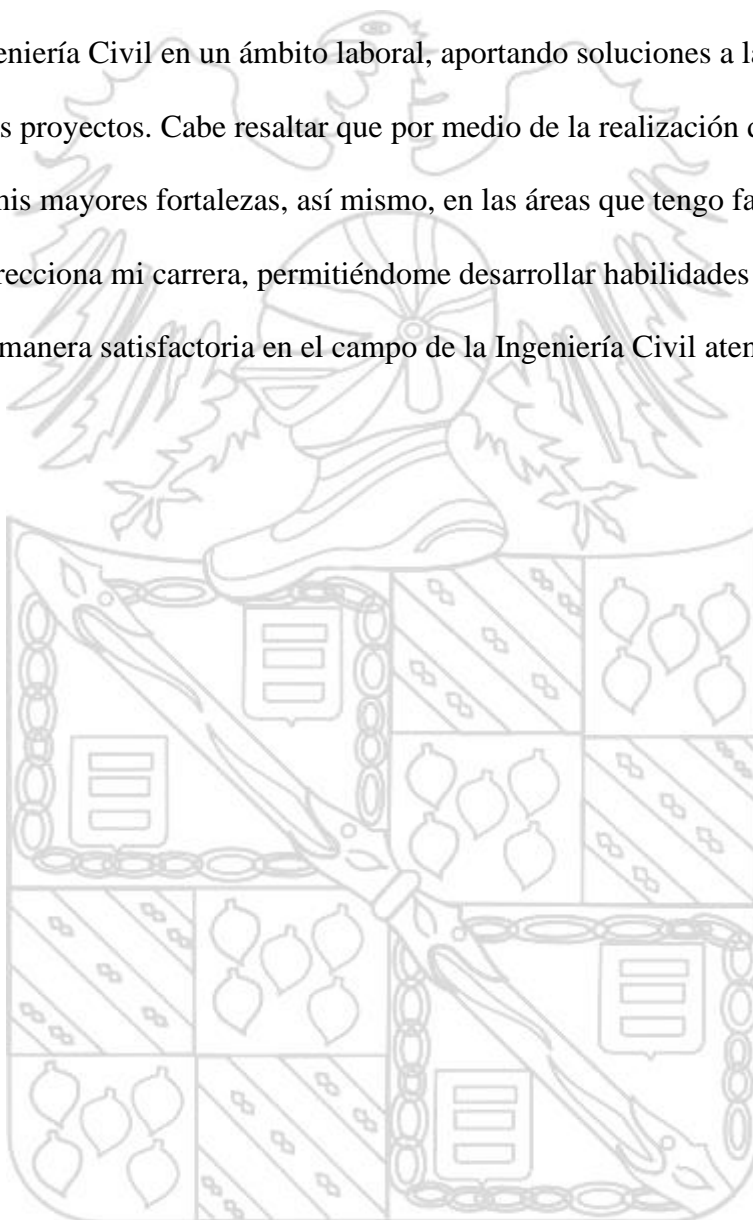 eniería Civil en un ámbito laboral, aportando soluciones a l
s proyectos. Cabe resaltar que por medio de la realización
mis mayores fortalezas, así mismo, en las áreas que tengo fa
recciona mi carrera, permitiéndome desarrollar habilidades
manera satisfactoria en el campo de la Ingeniería Civil aten